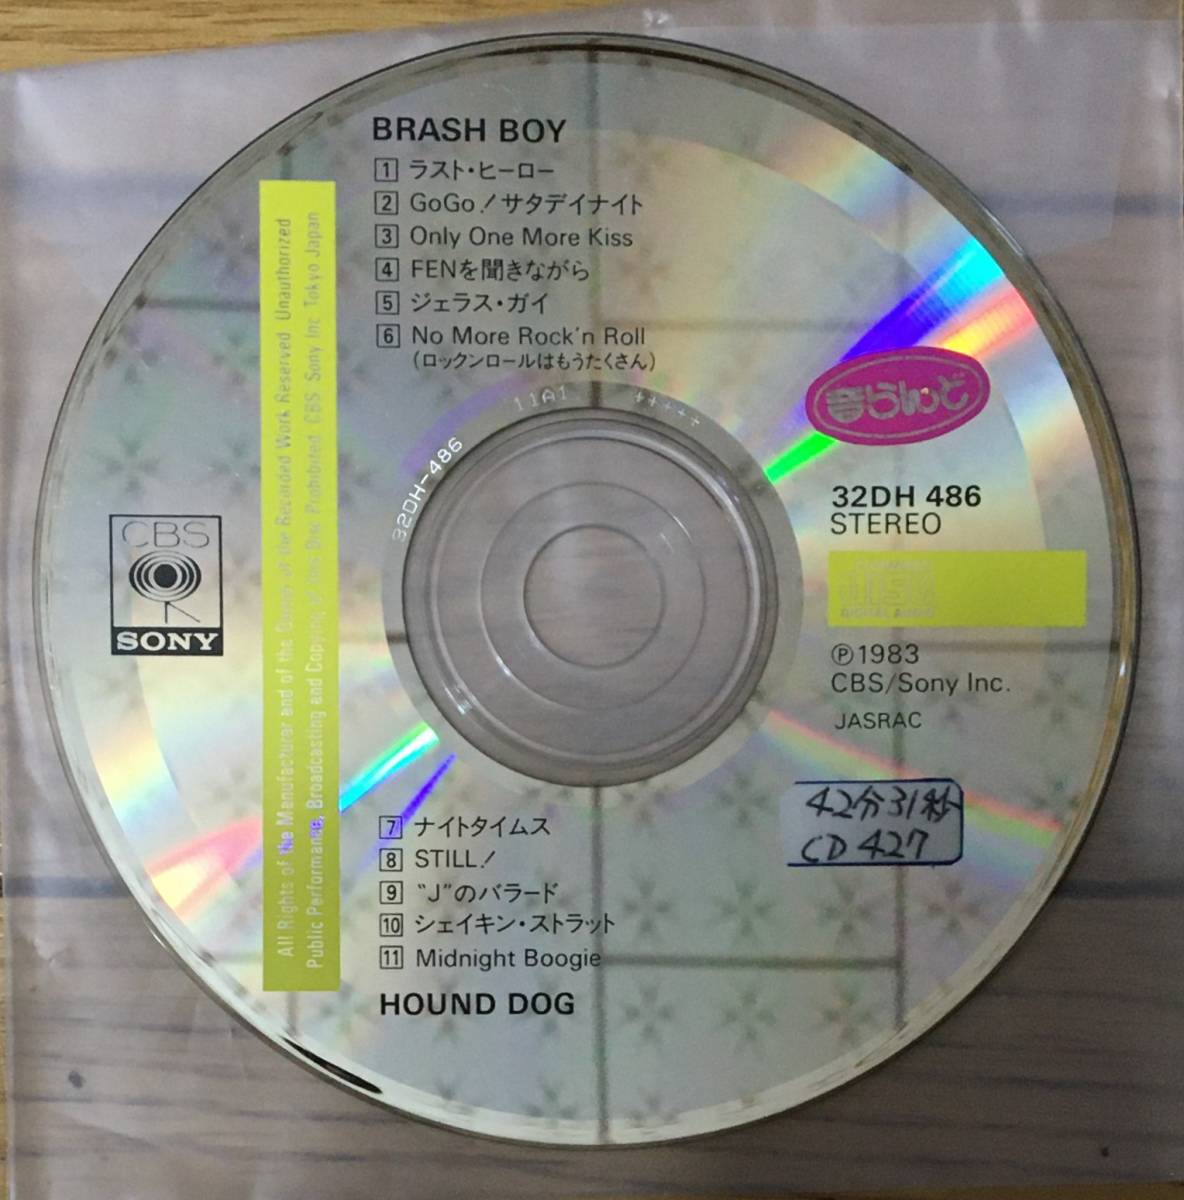 BRASH BOY
1 ラスト・ヒーロー
2 GoGo!サタデイナイト
3 Only One More Kiss
4 FENを聞きながら
5 ジェラス・ガイ
6 No More Rock'n Roll
(ロックンロールはもうたくさん)
11A1 +++++
32DH-486
音らんど
CBS
SONY
32DH 486
STEREO
COMPACT
disc
DIGITAL AUDIO
Ⓟ1983
CBS/Sony Inc.
JASRAC
42分31秒
CD 427
7 ナイトタイムス
8 STILL!
9 “J”のバラード
10 シェイキン・ストラット
11 Midnight Boogie
HOUND DOG
All Rights of the Manufacturer and of the Owner of the Recorded Work Reserved Unauthorized
Public Performance, Broadcasting and Copying of this Disc Prohibited CBS Sony Inc Tokyo Japan